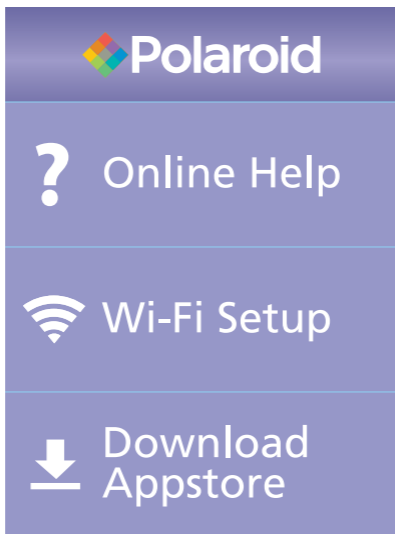 Polaroid
? Online Help
Wi-Fi Setup
Download
Appstore